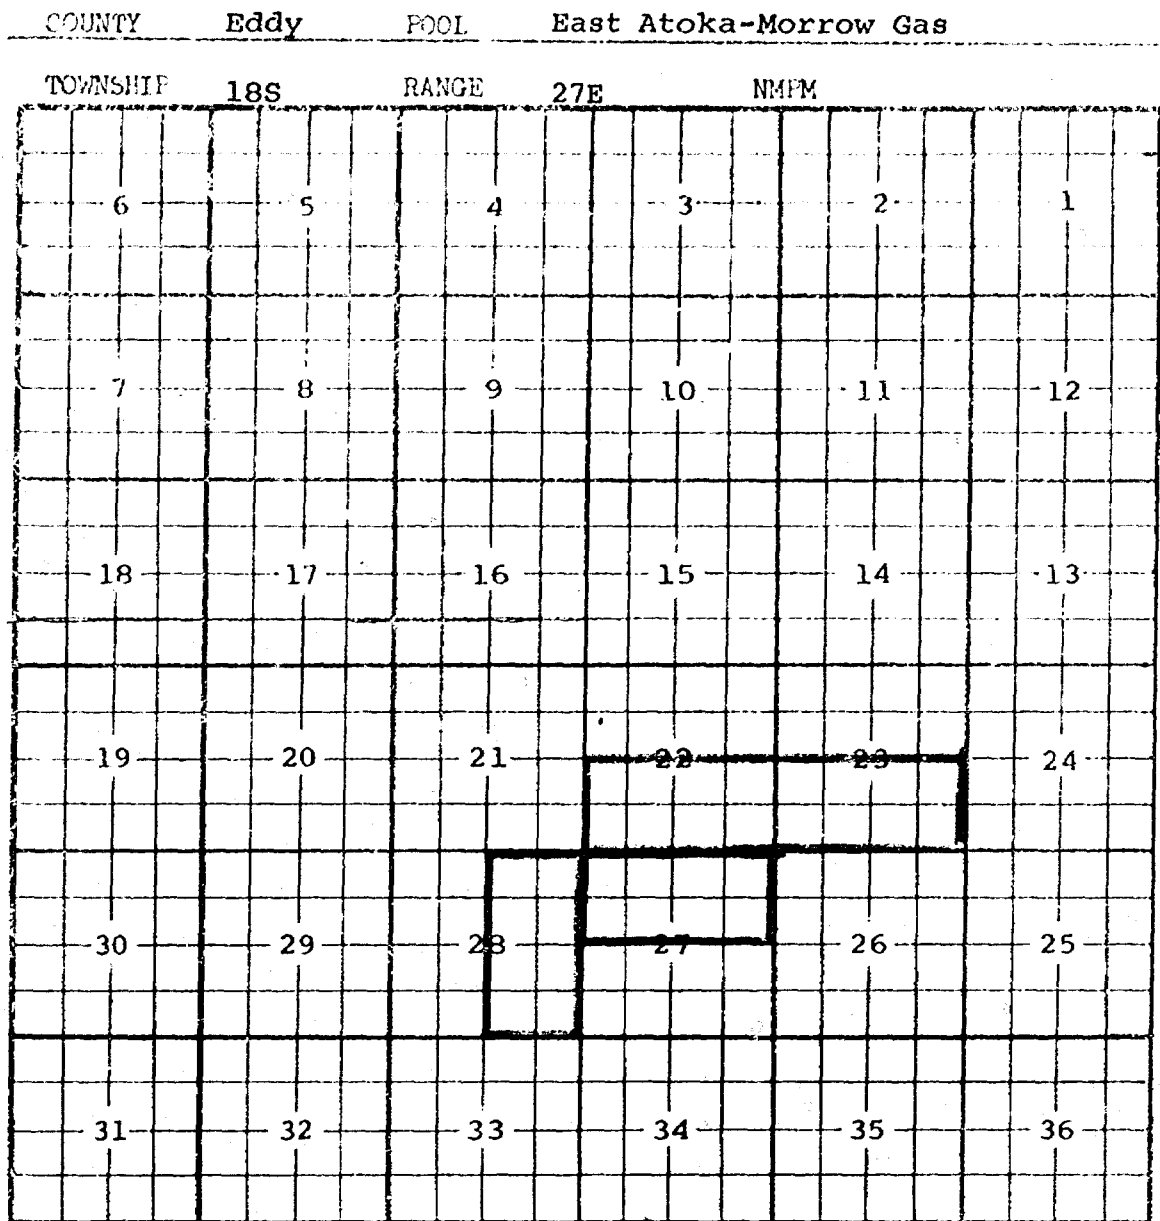 COUNTY Eddy POOL East Atoka-Morrow Gas
TOWNSHIP 18S RANGE 27E NMPM
6 5 4 3 2 1
7 8 9 10 11 12
18 17 16 15 14 13
19 20 21 22 23 24
30 29 28 27 26 25
31 32 33 34 35 36